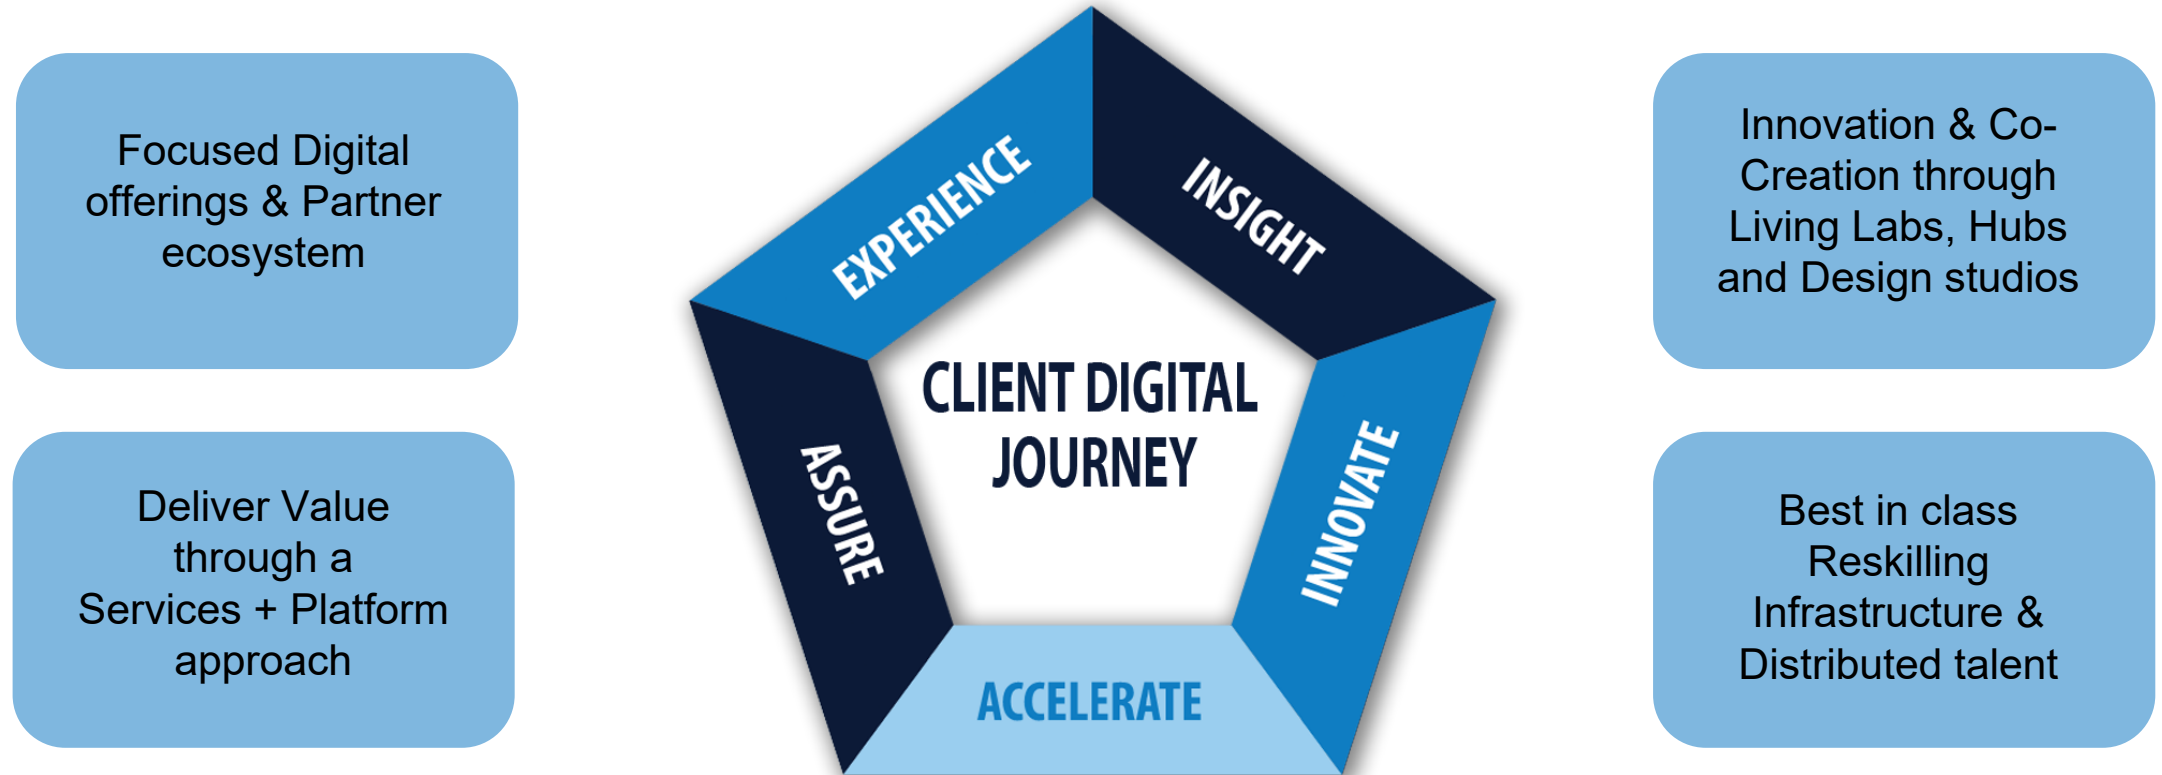 Focused Digital
offerings & Partner
ecosystem
Deliver Value
through a
Services + Platform
approach
EXPERIENCE
INSIGHT
INNOVATE
ACCELERATE
ASSURE
CLIENT DIGITAL
JOURNEY
Innovation & Co-
Creation through
Living Labs, Hubs
and Design studios
Best in class
Reskilling
Infrastructure &
Distributed talent